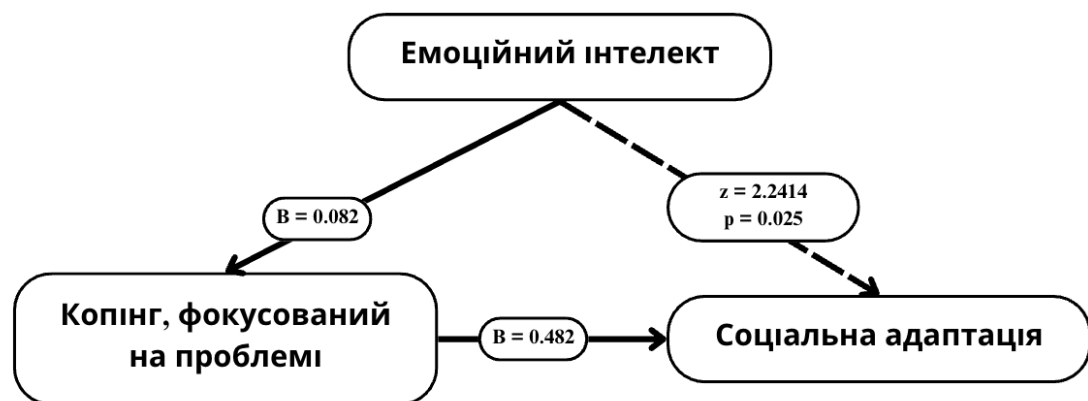 Емоційний інтелект
z = 2.2414
p = 0.025
B = 0.082
Копінг, фокусований
на проблемі
B = 0.482
Соціальна адаптація